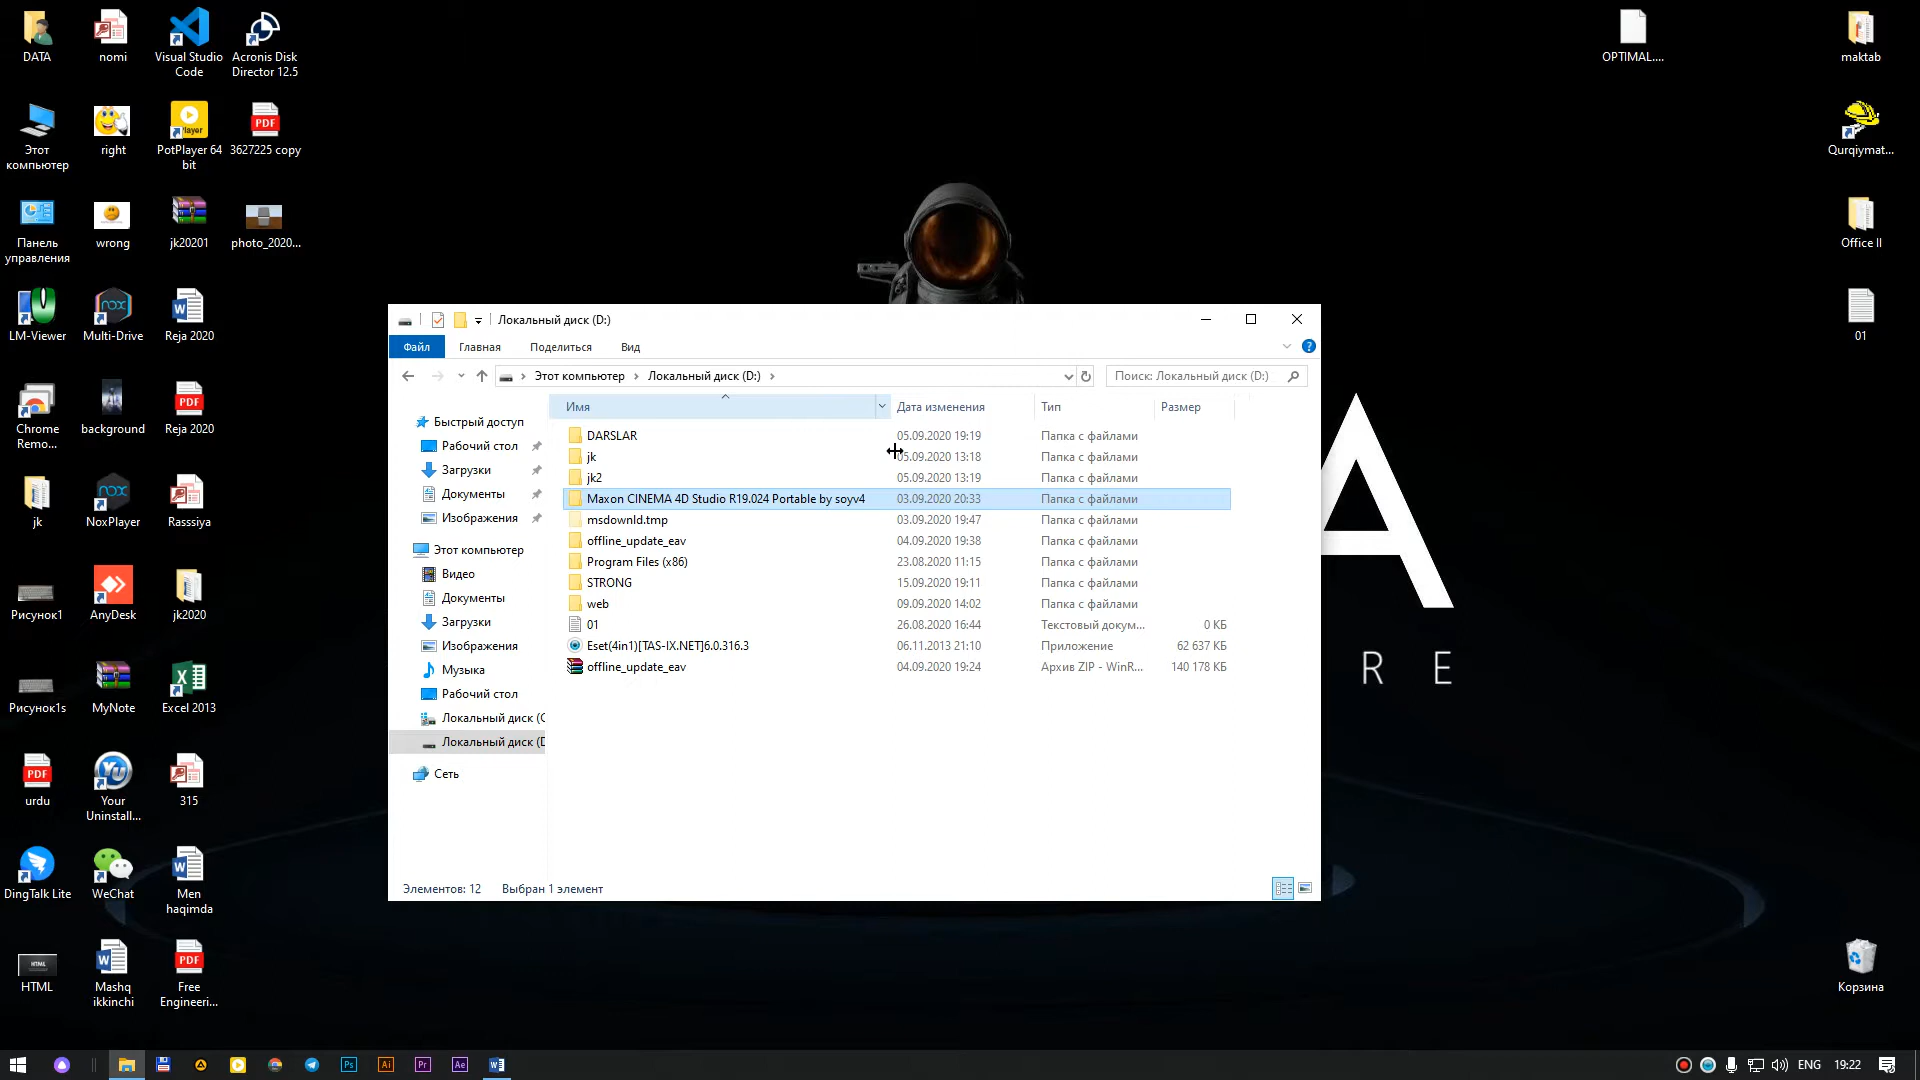 DATA
nomi
Visual Studio
Code
Acronis Disk
Director 12.5
OPTIMAL....
maktab
Этот
компьютер
right
PotPlayer 64
bit
PDF
3627225 copy
Qurqiymat...
Панель
управления
wrong
jk20201
photo_2020...
Office II
LM-Viewer
Multi-Drive
Reja 2020
01
Chrome
Remo...
background
PDF
Reja 2020
jk
NoxPlayer
Rasssiya
Рисунок1
AnyDesk
jk2020
Рисунок1s
MyNote
Excel 2013
PDF
urdu
Your
Uninstall...
315
DingTalk Lite
WeChat
Men
haqimda
HTML
HTML
Mashq
ikkinchi
PDF
Free
Engineeri...
Корзина
A
R E
Локальный диск (D:)
Файл
Главная
Поделиться
Вид
Этот компьютер
Локальный диск (D:)
Поиск: Локальный диск (D:)
Имя
Дата изменения
Тип
Размер
Быстрый доступ
Рабочий стол
Загрузки
Документы
Изображения
Этот компьютер
Видео
Документы
Загрузки
Изображения
Музыка
Рабочий стол
Локальный диск (C
Локальный диск (D
Сеть
DARSLAR 05.09.2020 19:19 Папка с файлами
jk 05.09.2020 13:18 Папка с файлами
jk2 05.09.2020 13:19 Папка с файлами
Maxon CINEMA 4D Studio R19.024 Portable by soyv4 03.09.2020 20:33 Папка с файлами
msdownld.tmp 03.09.2020 19:47 Папка с файлами
offline_update_eav 04.09.2020 19:38 Папка с файлами
Program Files (x86) 23.08.2020 11:15 Папка с файлами
STRONG 15.09.2020 19:11 Папка с файлами
web 09.09.2020 14:02 Папка с файлами
01 26.08.2020 16:44 Текстовый докум... 0 КБ
Eset(4in1)[TAS-IX.NET]6.0.316.3 06.11.2013 21:10 Приложение 62 637 КБ
offline_update_eav 04.09.2020 19:24 Архив ZIP - WinR... 140 178 КБ
Элементов: 12
Выбран 1 элемент
Ps
Ai
Pr
Ae
ENG
19:22